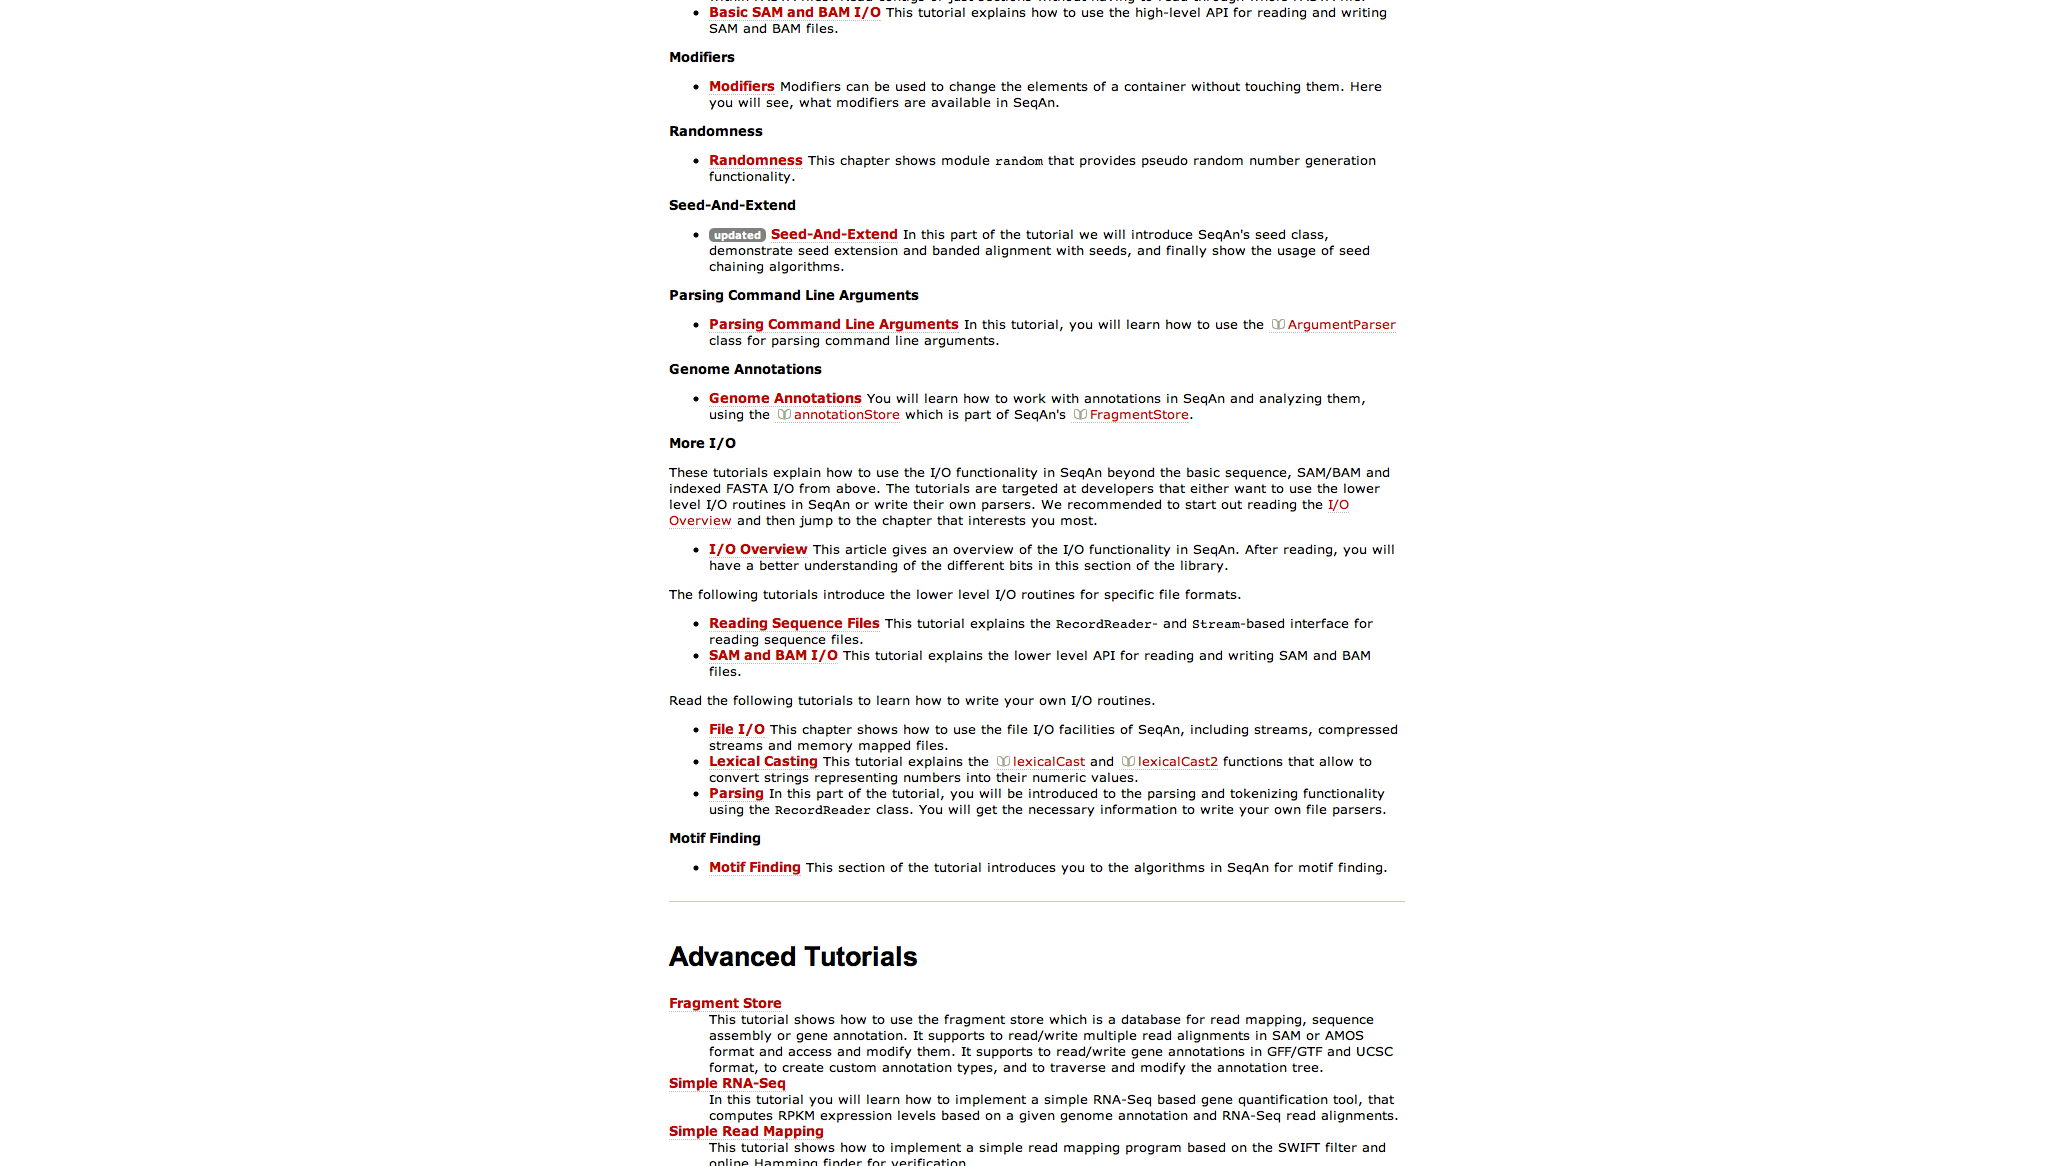 Basic SAM and BAM I/O This tutorial explains how to use the high-level API for reading and writing
SAM and BAM files.
Modifiers
Modifiers Modifiers can be used to change the elements of a container without touching them. Here
you will see, what modifiers are available in SeqAn.
Randomness
Randomness This chapter shows module random that provides pseudo random number generation
functionality.
Seed-And-Extend
updated Seed-And-Extend In this part of the tutorial we will introduce SeqAn's seed class,
demonstrate seed extension and banded alignment with seeds, and finally show the usage of seed
chaining algorithms.
Parsing Command Line Arguments
Parsing Command Line Arguments In this tutorial, you will learn how to use the ArgumentParser
class for parsing command line arguments.
Genome Annotations
Genome Annotations You will learn how to work with annotations in SeqAn and analyzing them,
using the annotationStore which is part of SeqAn's FragmentStore.
More I/O
These tutorials explain how to use the I/O functionality in SeqAn beyond the basic sequence, SAM/BAM and
indexed FASTA I/O from above. The tutorials are targeted at developers that either want to use the lower
level I/O routines in SeqAn or write their own parsers. We recommended to start out reading the I/O
Overview and then jump to the chapter that interests you most.
I/O Overview This article gives an overview of the I/O functionality in SeqAn. After reading, you will
have a better understanding of the different bits in this section of the library.
The following tutorials introduce the lower level I/O routines for specific file formats.
Reading Sequence Files This tutorial explains the RecordReader- and Stream-based interface for
reading sequence files.
SAM and BAM I/O This tutorial explains the lower level API for reading and writing SAM and BAM
files.
Read the following tutorials to learn how to write your own I/O routines.
File I/O This chapter shows how to use the file I/O facilities of SeqAn, including streams, compressed
streams and memory mapped files.
Lexical Casting This tutorial explains the lexicalCast and lexicalCast2 functions that allow to
convert strings representing numbers into their numeric values.
Parsing In this part of the tutorial, you will be introduced to the parsing and tokenizing functionality
using the RecordReader class. You will get the necessary information to write your own file parsers.
Motif Finding
Motif Finding This section of the tutorial introduces you to the algorithms in SeqAn for motif finding.
Advanced Tutorials
Fragment Store
This tutorial shows how to use the fragment store which is a database for read mapping, sequence
assembly or gene annotation. It supports to read/write multiple read alignments in SAM or AMOS
format and access and modify them. It supports to read/write gene annotations in GFF/GTF and UCSC
format, to create custom annotation types, and to traverse and modify the annotation tree.
Simple RNA-Seq
In this tutorial you will learn how to implement a simple RNA-Seq based gene quantification tool, that
computes RPKM expression levels based on a given genome annotation and RNA-Seq read alignments.
Simple Read Mapping
This tutorial shows how to implement a simple read mapping program based on the SWIFT filter and
online Hamming finder for verification.